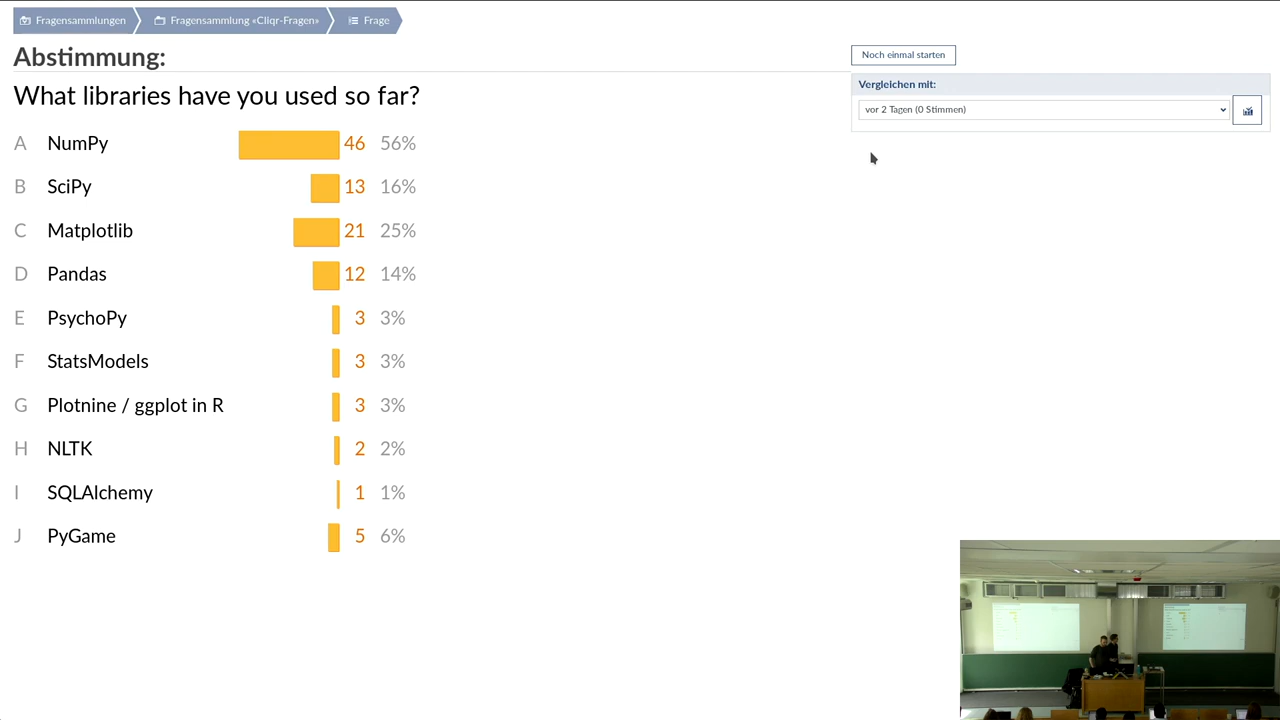 Fragensammlungen Fragensammlung «Cliqr-Fragen» Frage
Abstimmung:
Noch einmal starten
Vergleichen mit:
vor 2 Tagen (0 Stimmen)
What libraries have you used so far?
A NumPy 46 56%
B SciPy 13 16%
C Matplotlib 21 25%
D Pandas 12 14%
E PsychoPy 3 3%
F StatsModels 3 3%
G Plotnine / ggplot in R 3 3%
H NLTK 2 2%
I SQLAlchemy 1 1%
J PyGame 5 6%